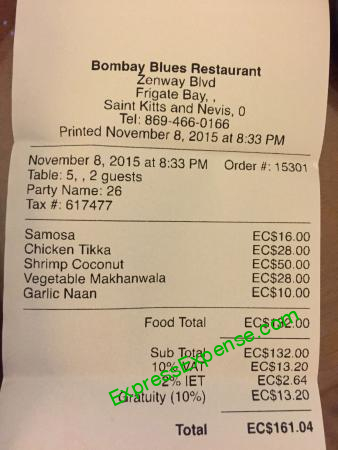 Bombay Blues Restaurant
Zenway Blvd
Frigate Bay, ,
Saint Kitts and Nevis, 0
Tel: 869-466-0166
Printed November 8, 2015 at 8:33 PM
November 8, 2015 at 8:33 PM Order #: 15301
Table: 5, , 2 guests
Party Name: 26
Tax #: 617477
Samosa EC$16.00
Chicken Tikka EC$28.00
Shrimp Coconut EC$50.00
Vegetable Makhanwala EC$28.00
Garlic Naan EC$10.00
Food Total EC$132.00
Sub Total EC$132.00
10% VAT EC$13.20
2% IET EC$2.64
Gratuity (10%) EC$13.20
Total EC$161.04
ExpressExpense.com